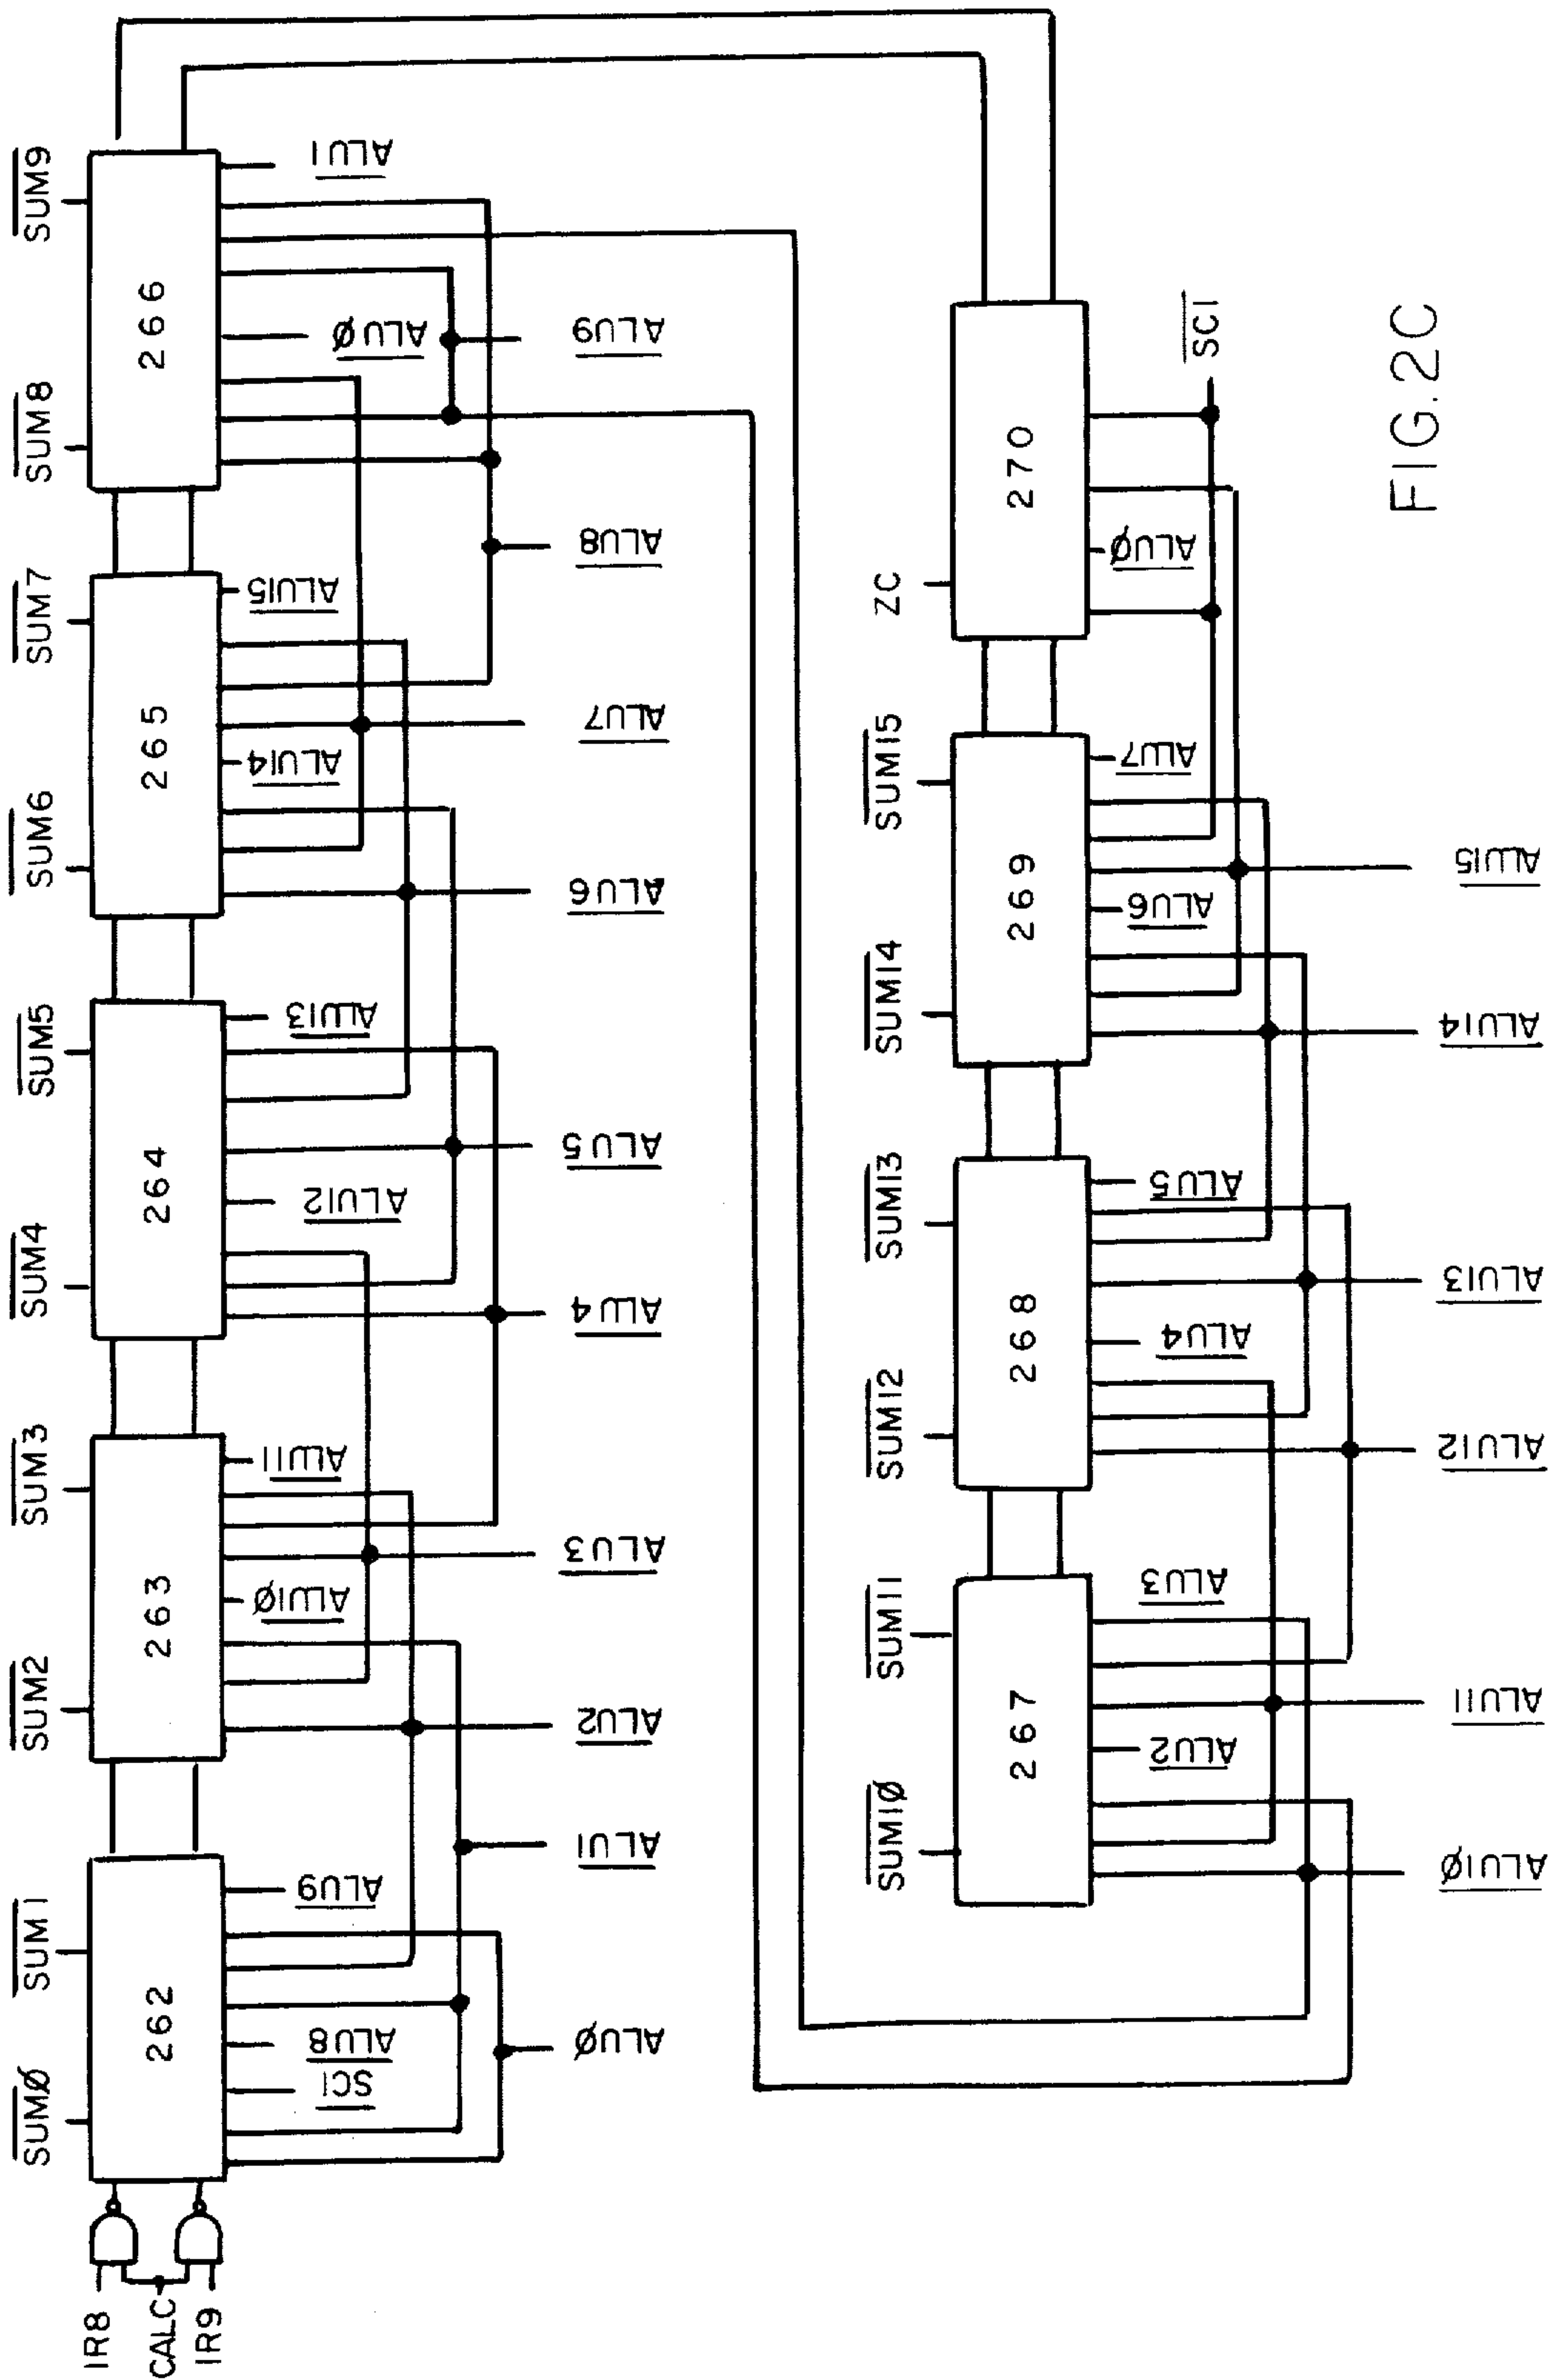 SUMØ
SUM1
SUM2
SUM3
SUM4
SUM5
SUM6
SUM7
SUM8
SUM9
IR8
CALC
IR9
262
263
264
265
266
SC1
ALU8
ALU9
ALU1Ø
ALU11
ALU12
ALU13
ALU14
ALU15
ALUØ
ALU1
ALUØ
ALU1
ALU2
ALU3
ALU4
ALU5
ALU6
ALU7
ALU8
ALU9
SUM1Ø
SUM11
SUM12
SUM13
SUM14
SUM15
ZC
267
268
269
270
ALU2
ALU3
ALU4
ALU5
ALU6
ALU7
ALUØ
SC1
ALU1Ø
ALU11
ALU12
ALU13
ALU14
ALU15
FIG.2C